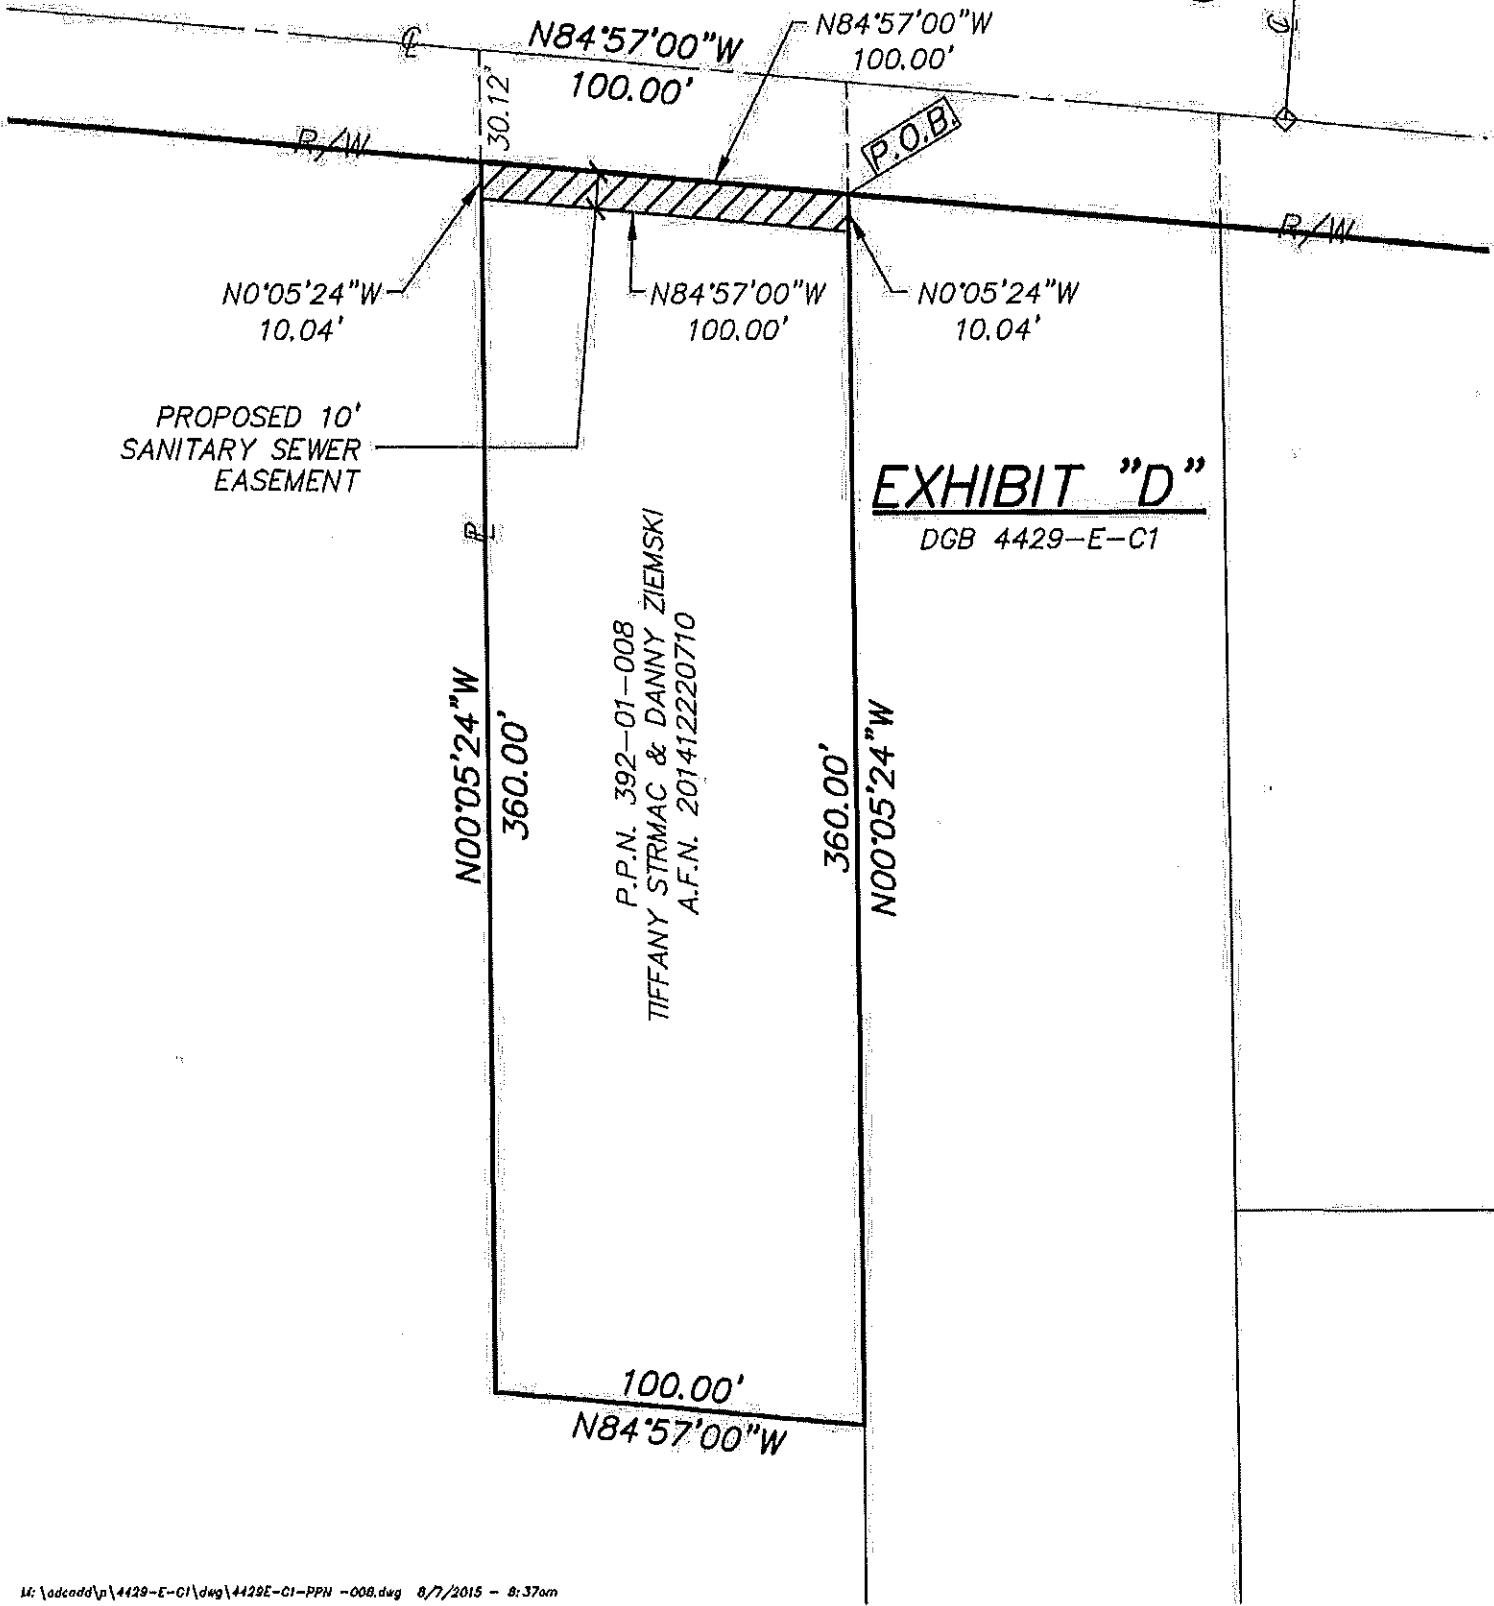 N84°57'00"W
100.00'
N84°57'00"W
100.00'
30.12'
P.O.B.
R/W
R/W
N0°05'24"W
10.04'
N84°57'00"W
100.00'
N0°05'24"W
10.04'
PROPOSED 10'
SANITARY SEWER
EASEMENT
EXHIBIT "D"
DGB 4429-E-C1
PL
P.P.N. 392-01-008
TIFFANY STRMAC & DANNY ZIEMSKI
A.F.N. 201412220710
N00°05'24"W
360.00'
360.00'
N00°05'24"W
100.00'
N84°57'00"W
M:\adcadd\p\4429-E-C1\dwg\4429E-C1-PPN -008.dwg 8/7/2015 - 8:37am